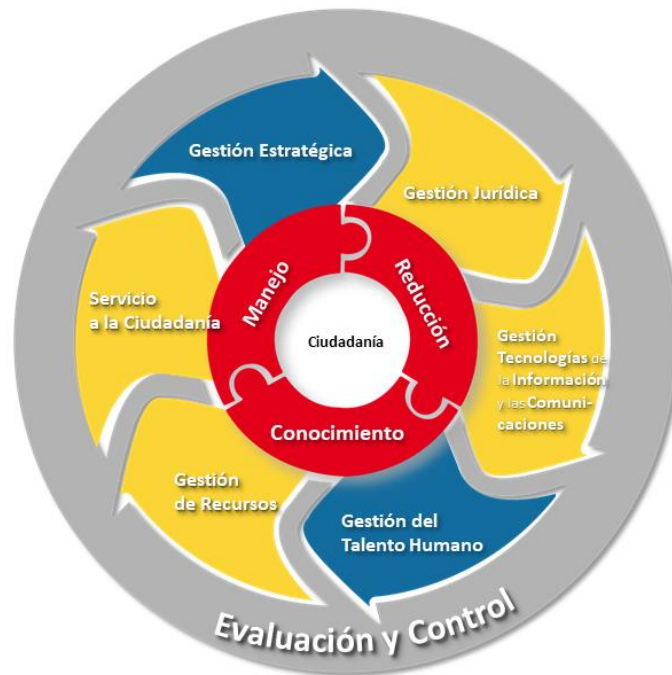 Gestión Estratégica
Gestión Jurídica
Servicio
a la Ciudadanía
Manejo
Reducción
Ciudadanía
Gestión
Tecnologías de
la Información
y las Comuni-
caciones
Conocimiento
Gestión
de Recursos
Gestión del
Talento Humano
Evaluación y Control